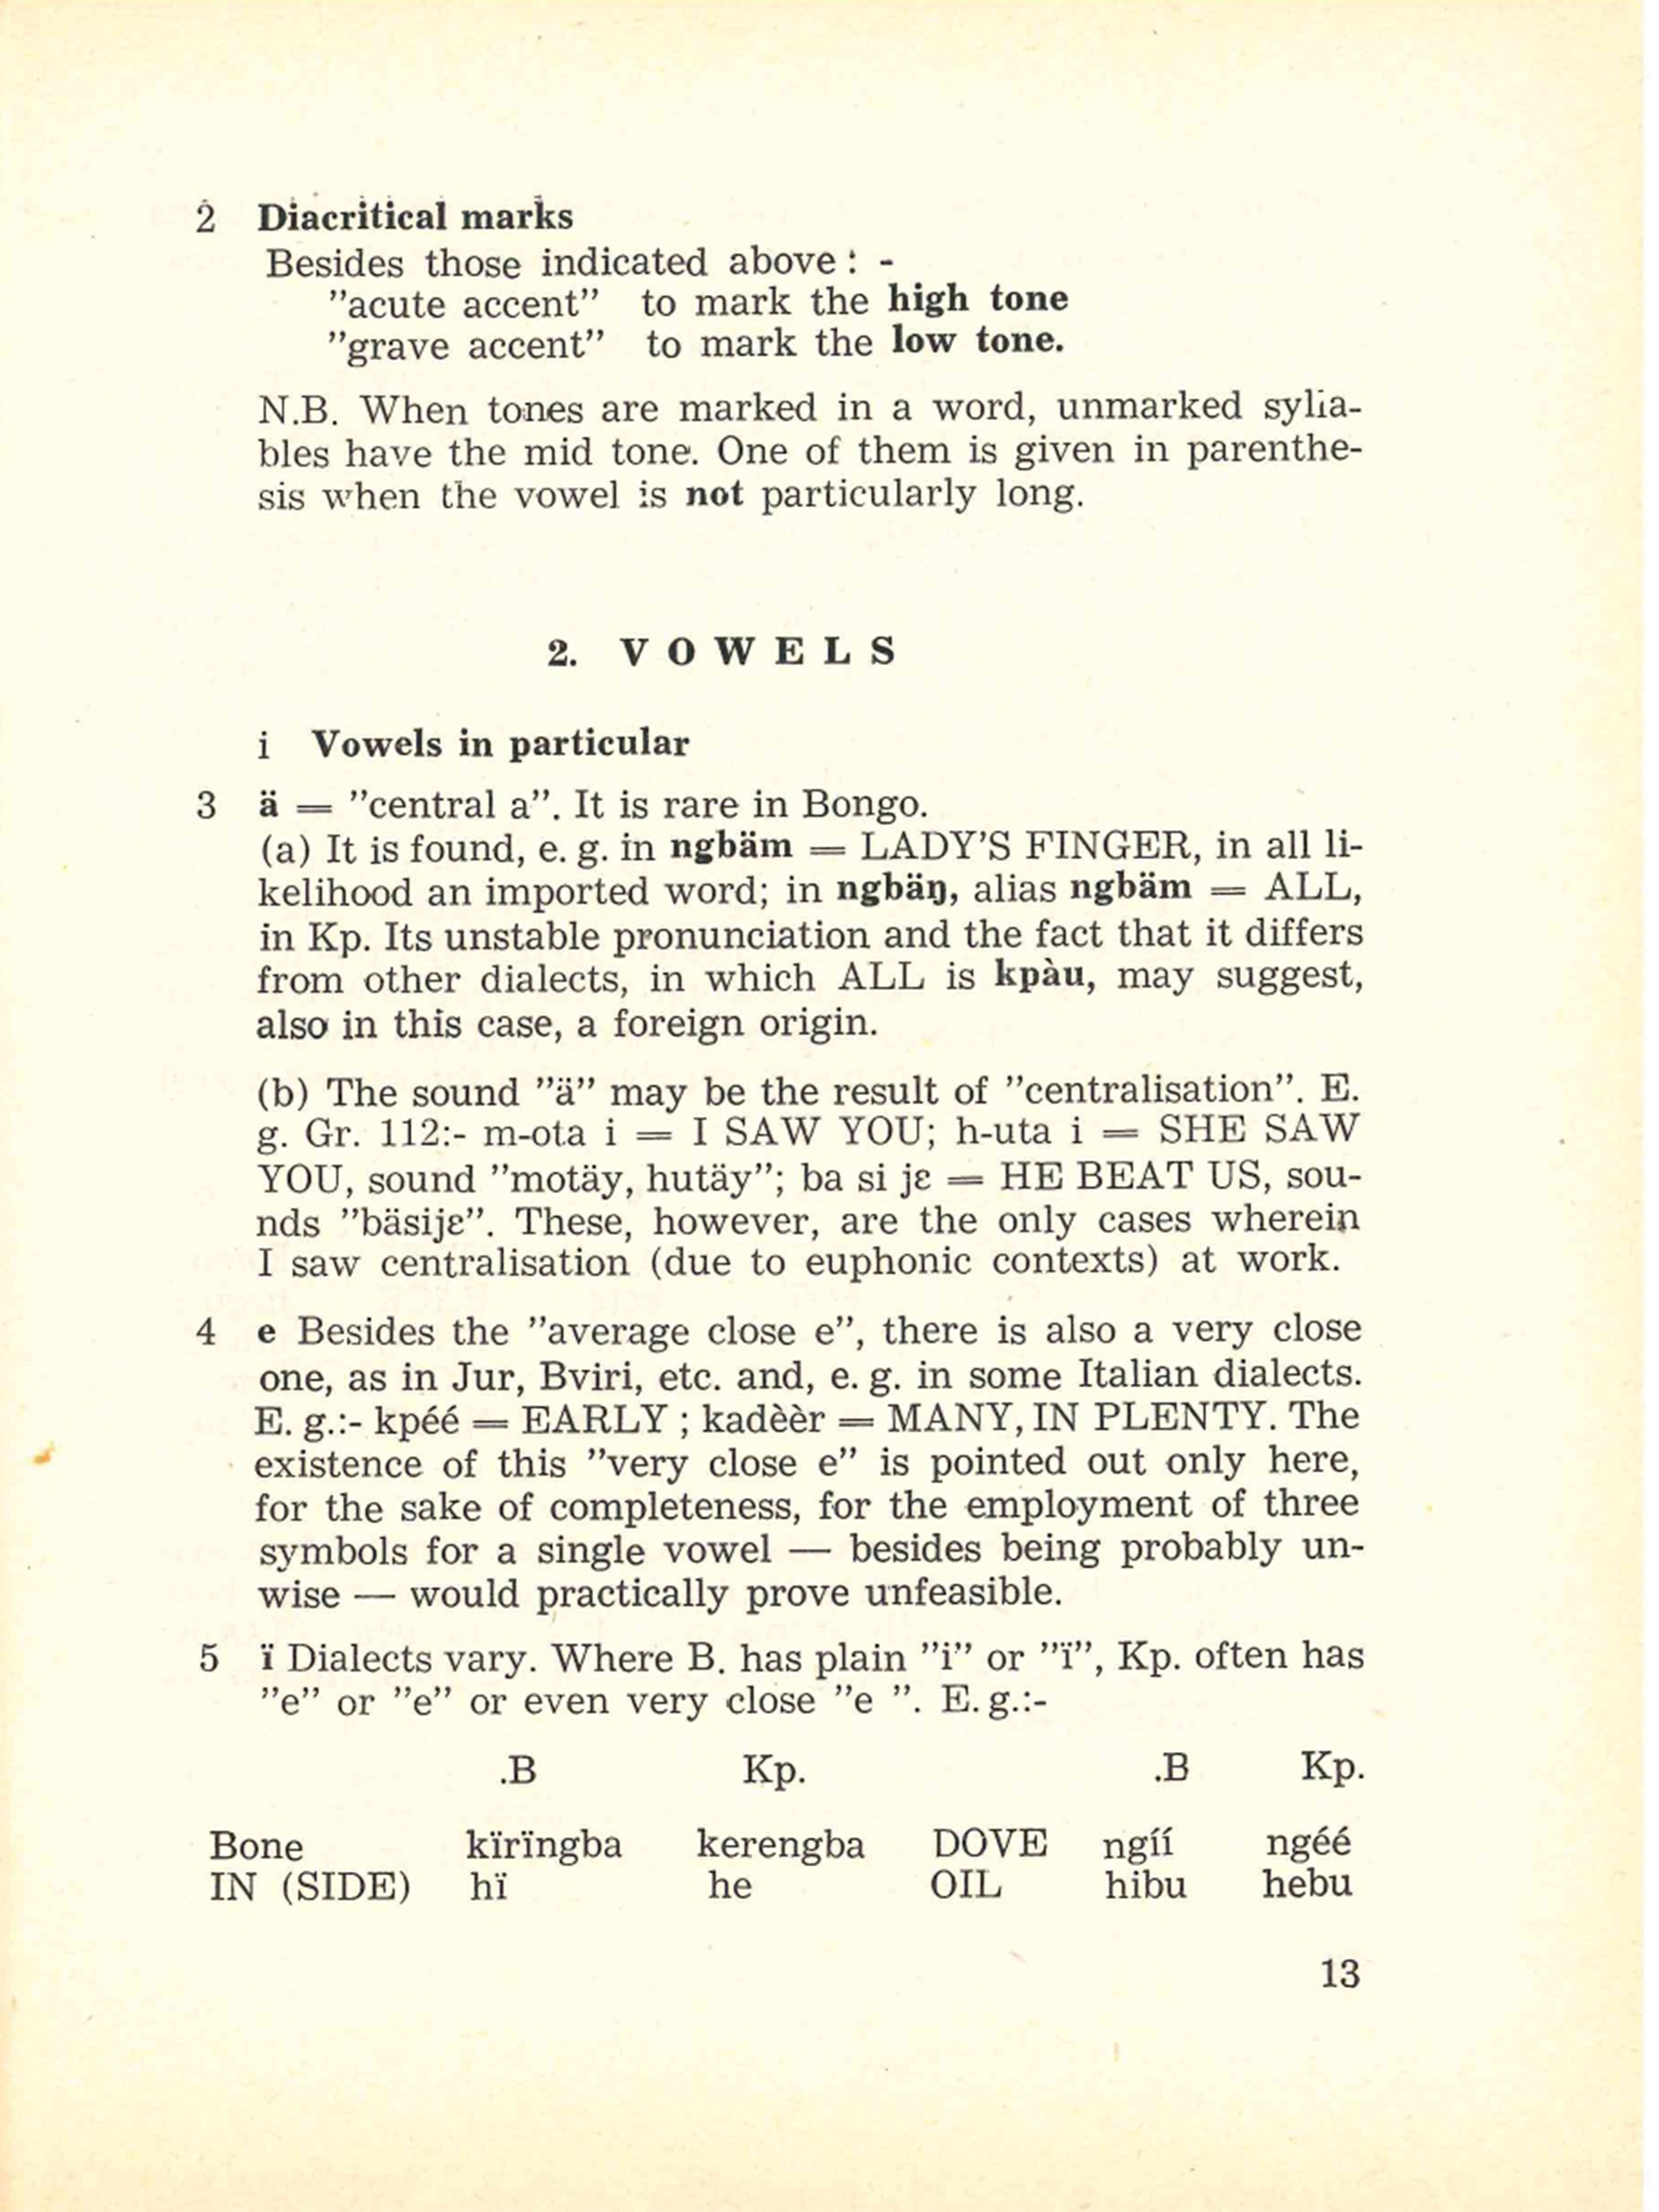 2 Diacritical marks
Besides those indicated above : -
”acute accent” to mark the high tone
”grave accent” to mark the low tone.
N.B. When tones are marked in a word, unmarked sylia-
bles have the mid tone. One of them is given in parenthe-
sis when the vowel is not particularly long.
2. VOWELS
i Vowels in particular
3 ä = ”central a”. It is rare in Bongo.
(a) It is found, e. g. in ngbäm = LADY'S FINGER, in all li-
kelihood an imported word; in ngbäŋ, alias ngbäm = ALL,
in Kp. Its unstable pronunciation and the fact that it differs
from other dialects, in which ALL is kpàu, may suggest,
also in this case, a foreign origin.
(b) The sound ”ä” may be the result of ”centralisation”. E.
g. Gr. 112:- m-ota i = I SAW YOU; h-uta i = SHE SAW
YOU, sound ”motäy, hutäy”; ba si jɛ = HE BEAT US, sou-
nds ”bäsijɛ”. These, however, are the only cases wherein
I saw centralisation (due to euphonic contexts) at work.
4 e Besides the ”average close e”, there is also a very close
one, as in Jur, Bviri, etc. and, e. g. in some Italian dialects.
E. g.:- kpéé = EARLY ; kadèèr = MANY, IN PLENTY. The
existence of this ”very close e” is pointed out only here,
for the sake of completeness, for the employment of three
symbols for a single vowel — besides being probably un-
wise — would practically prove unfeasible.
5 ï Dialects vary. Where B. has plain ”i” or ”ï”, Kp. often has
”e” or ”e” or even very close ”e ”. E. g.:-
.B Kp. .B Kp.
Bone kïrïngba kerengba DOVE ngíí ngéé
IN (SIDE) hï he OIL hibu hebu
13